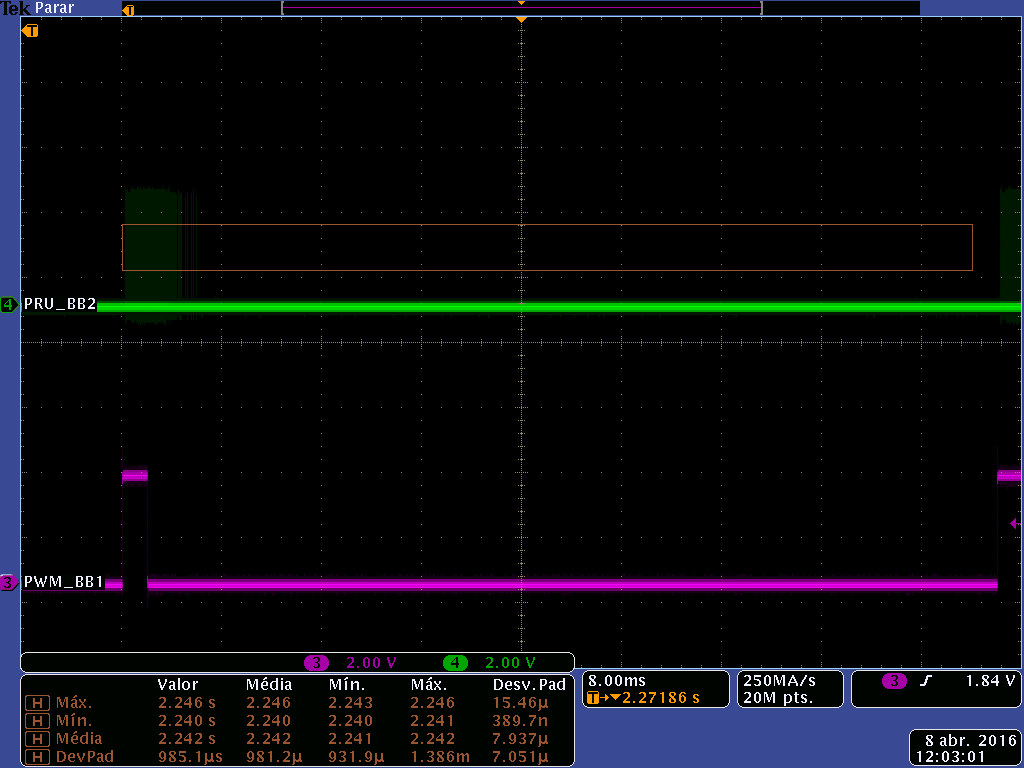 Tek Parar
T
T
4 PRU_BB2
3 PWM_BB1
3 2.00 V 4 2.00 V
Valor Média Mín. Máx. Desv.Pad
H Máx. 2.246 s 2.246 2.243 2.246 15.46µ
H Mín. 2.240 s 2.240 2.240 2.241 389.7n
H Média 2.242 s 2.242 2.241 2.242 7.937µ
H DevPad 985.1µs 981.2µ 931.9µ 1.386m 7.051µ
8.00ms
T→▼2.27186 s
250MA/s
20M pts.
3 1.84 V
8 abr. 2016
12:03:01